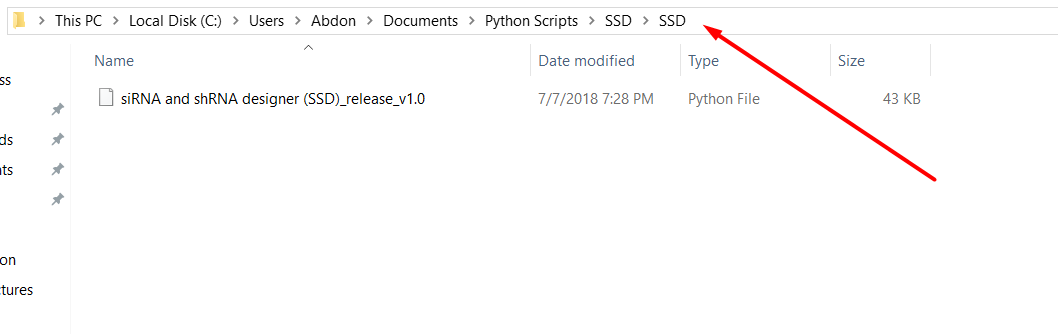 This PC > Local Disk (C:) > Users > Abdon > Documents > Python Scripts > SSD > SSD
Name Date modified Type Size
ss
siRNA and shRNA designer (SSD)_release_v1.0 7/7/2018 7:28 PM Python File 43 KB
ds
nts
on
ctures